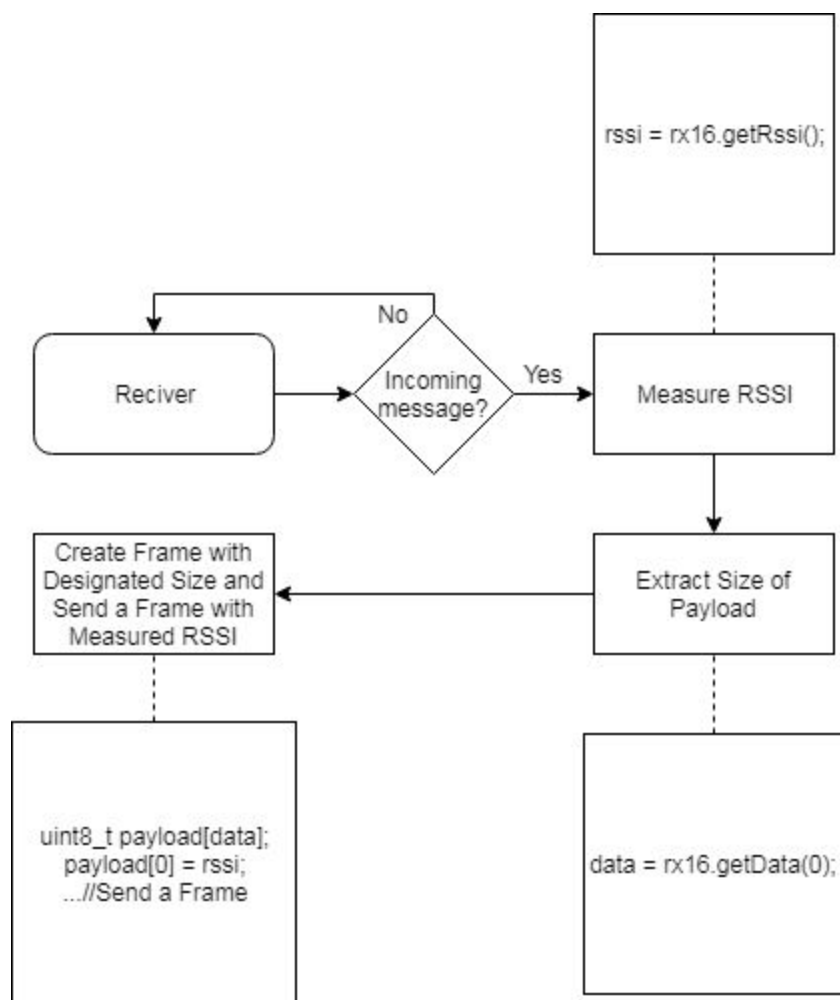 rssi = rx16.getRssi();
No
Reciver
Incoming
message?
Yes
Measure RSSI
Create Frame with
Designated Size and
Send a Frame with
Measured RSSI
Extract Size of
Payload
uint8_t payload[data];
payload[0] = rssi;
...//Send a Frame
data = rx16.getData(0);